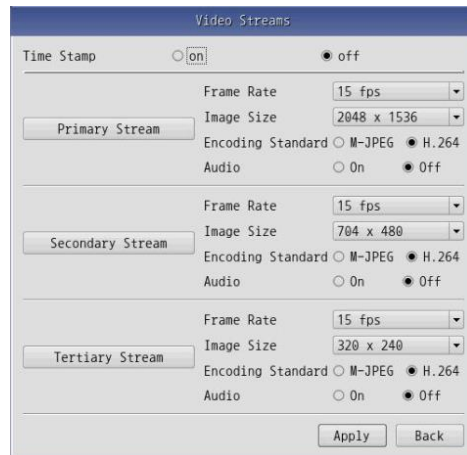 Video Streams
Time Stamp on off
Frame Rate 15 fps
Primary Stream Image Size 2048 x 1536
Encoding Standard M-JPEG H.264
Audio On Off
Frame Rate 15 fps
Secondary Stream Image Size 704 x 480
Encoding Standard M-JPEG H.264
Audio On Off
Frame Rate 15 fps
Tertiary Stream Image Size 320 x 240
Encoding Standard M-JPEG H.264
Audio On Off
Apply Back